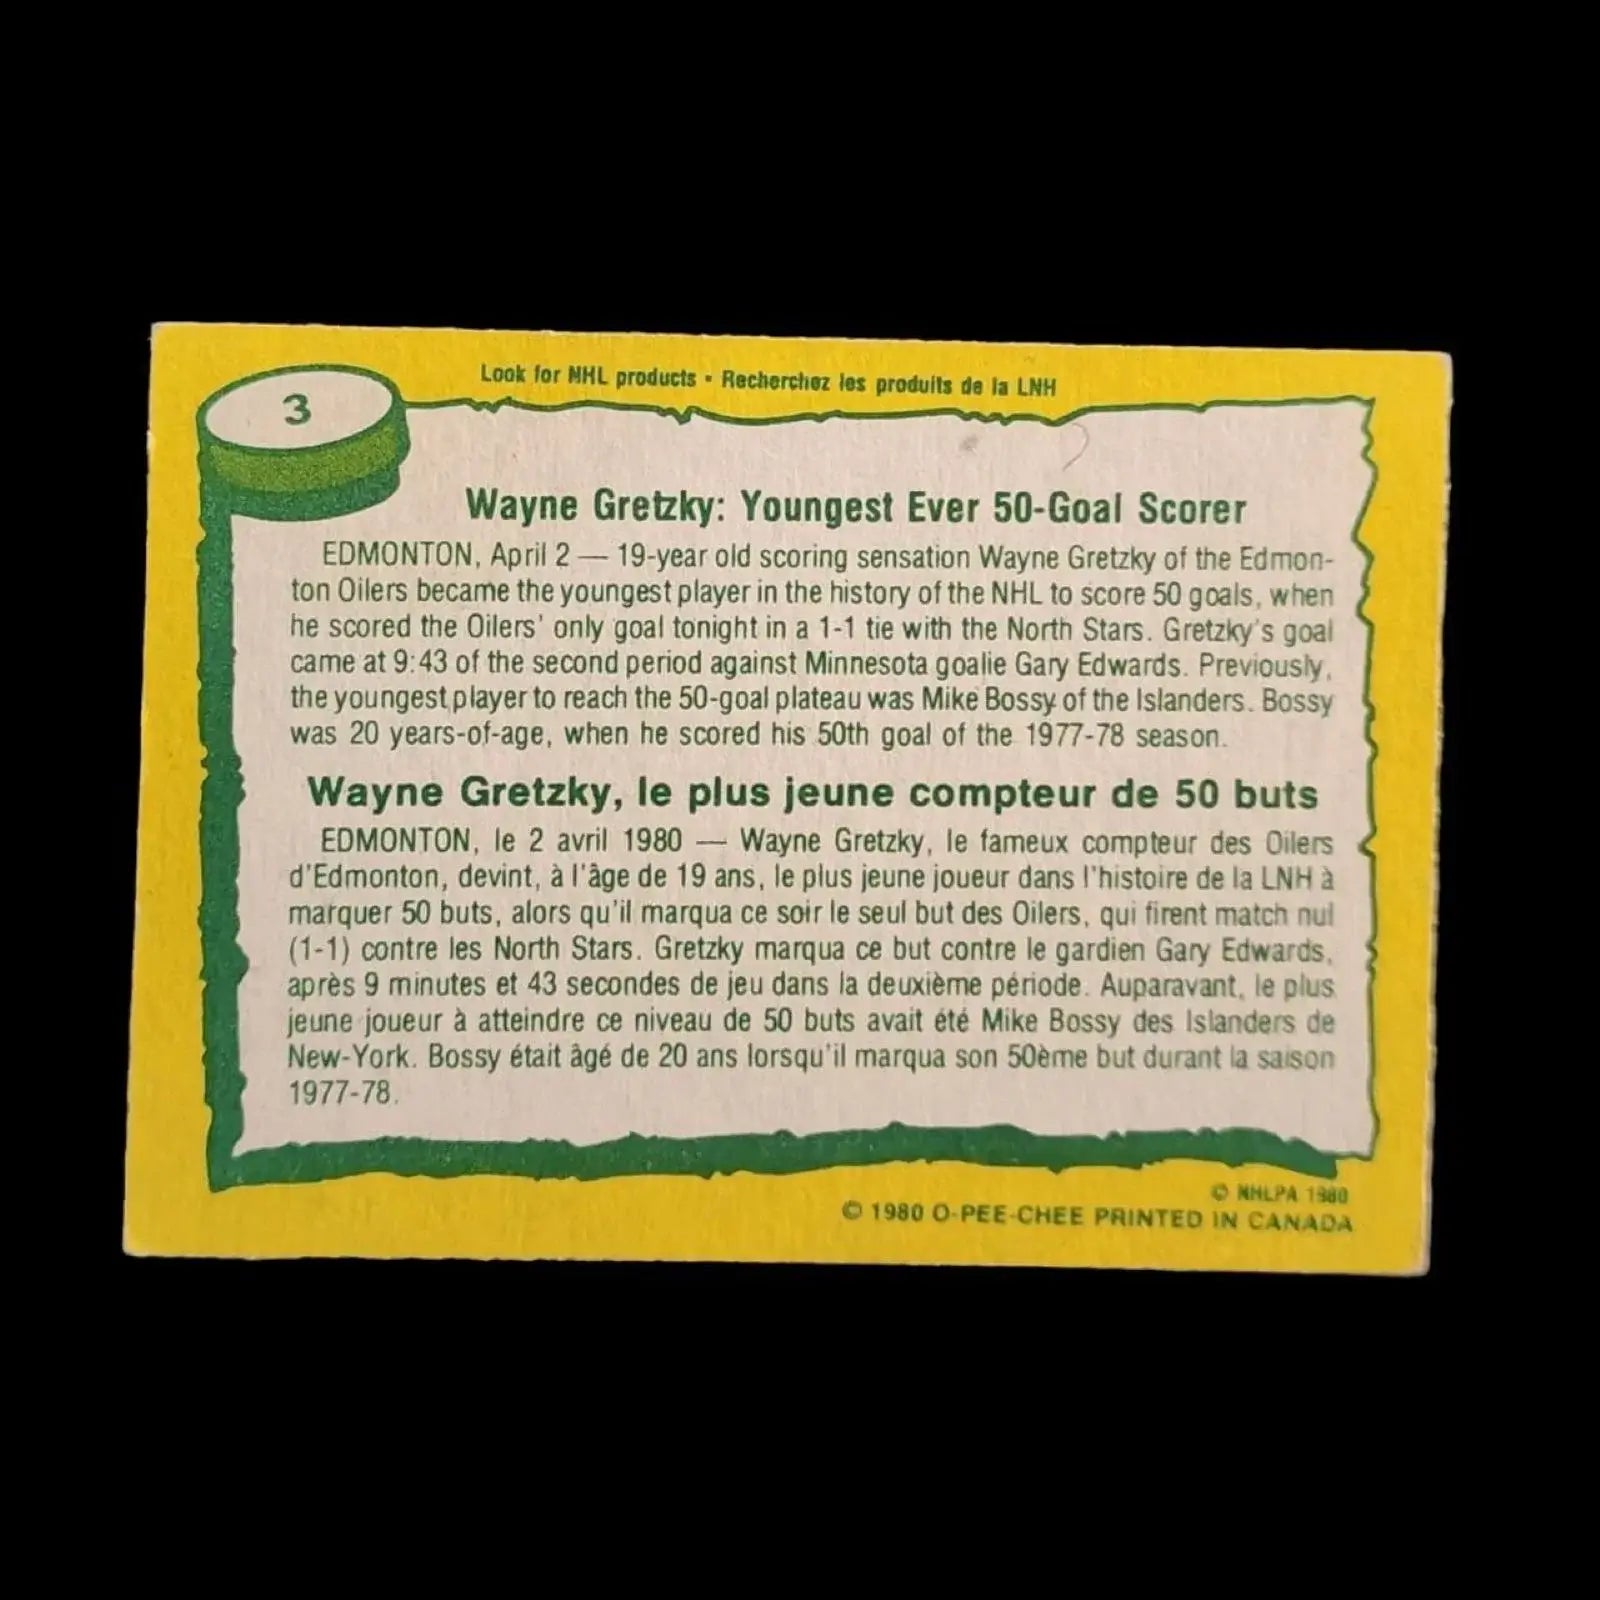 3
Look for NHL products • Recherchez les produits de la LNH
Wayne Gretzky: Youngest Ever 50-Goal Scorer
EDMONTON, April 2 — 19-year old scoring sensation Wayne Gretzky of the Edmon-
ton Oilers became the youngest player in the history of the NHL to score 50 goals, when
he scored the Oilers' only goal tonight in a 1-1 tie with the North Stars. Gretzky's goal
came at 9:43 of the second period against Minnesota goalie Gary Edwards. Previously,
the youngest player to reach the 50-goal plateau was Mike Bossy of the Islanders. Bossy
was 20 years-of-age, when he scored his 50th goal of the 1977-78 season.
Wayne Gretzky, le plus jeune compteur de 50 buts
EDMONTON, le 2 avril 1980 — Wayne Gretzky, le fameux compteur des Oilers
d'Edmonton, devint, à l'âge de 19 ans, le plus jeune joueur dans l'histoire de la LNH à
marquer 50 buts, alors qu'il marqua ce soir le seul but des Oilers, qui firent match nul
(1-1) contre les North Stars. Gretzky marqua ce but contre le gardien Gary Edwards,
après 9 minutes et 43 secondes de jeu dans la deuxième période. Auparavant, le plus
jeune joueur à atteindre ce niveau de 50 buts avait été Mike Bossy des Islanders de
New-York. Bossy était âgé de 20 ans lorsqu'il marqua son 50ème but durant la saison
1977-78.
© NHLPA 1980
© 1980 O-PEE-CHEE PRINTED IN CANADA